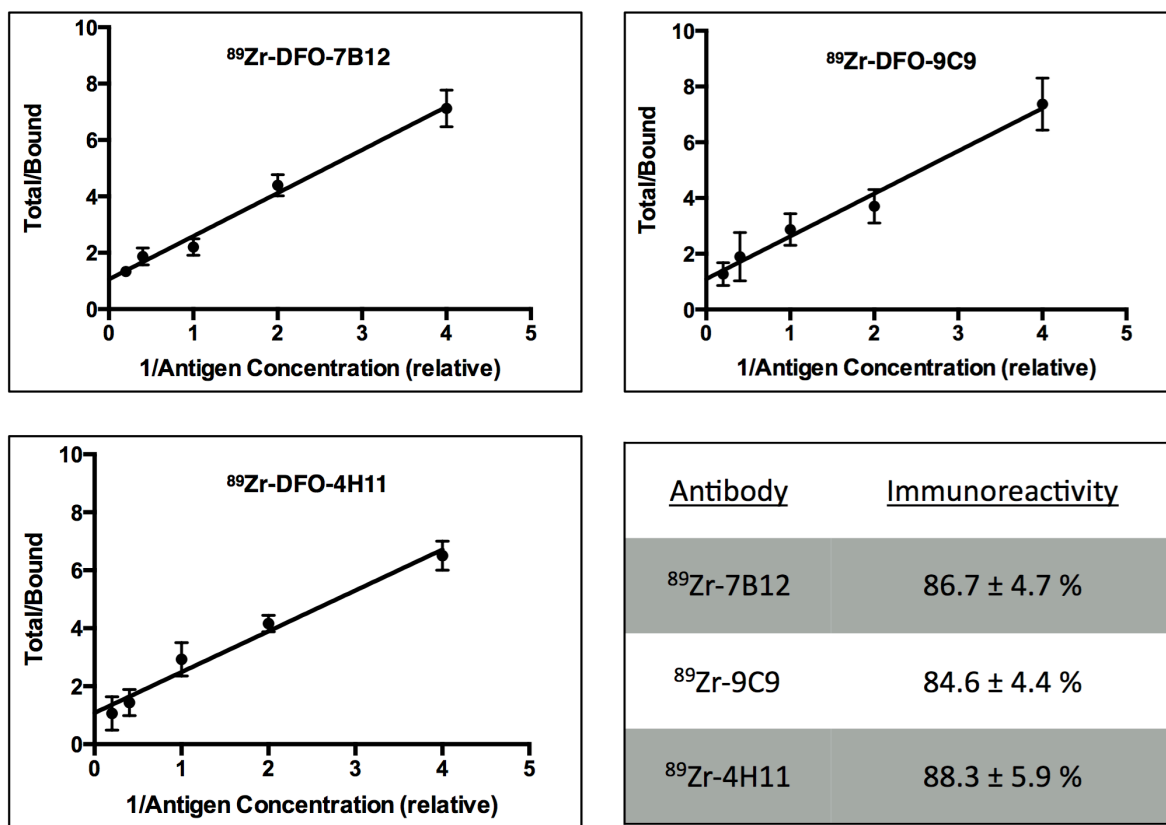 ⁸⁹Zr-DFO-7B12
Total/Bound
10
8
6
4
2
0
0 1 2 3 4 5
1/Antigen Concentration (relative)
⁸⁹Zr-DFO-9C9
Total/Bound
10
8
6
4
2
0
0 1 2 3 4 5
1/Antigen Concentration (relative)
⁸⁹Zr-DFO-4H11
Total/Bound
10
8
6
4
2
0
0 1 2 3 4 5
1/Antigen Concentration (relative)
Antibody Immunoreactivity
⁸⁹Zr-7B12 86.7 ± 4.7 %
⁸⁹Zr-9C9 84.6 ± 4.4 %
⁸⁹Zr-4H11 88.3 ± 5.9 %